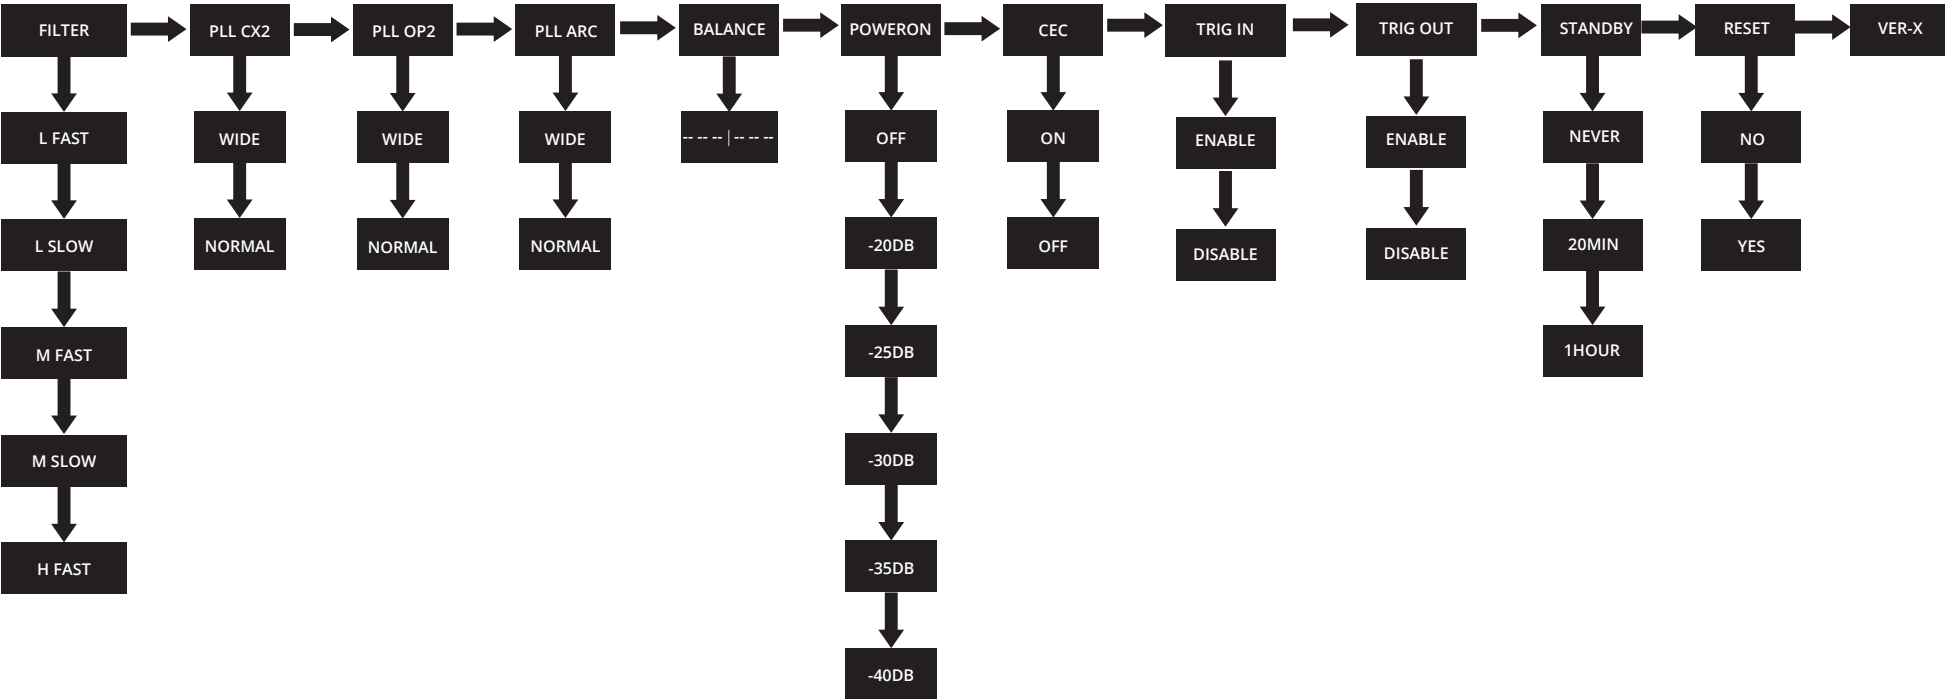 FILTER
PLL CX2
PLL OP2
PLL ARC
BALANCE
POWERON
CEC
TRIG IN
TRIG OUT
STANDBY
RESET
VER-X
L FAST
L SLOW
M FAST
M SLOW
H FAST
WIDE
NORMAL
WIDE
NORMAL
WIDE
NORMAL
-- -- -- | -- -- --
OFF
-20DB
-25DB
-30DB
-35DB
-40DB
ON
OFF
ENABLE
DISABLE
ENABLE
DISABLE
NEVER
20MIN
1HOUR
NO
YES